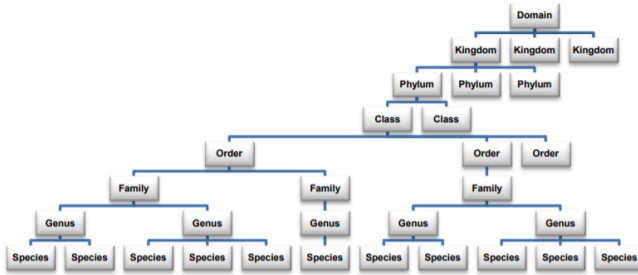 Domain
Kingdom Kingdom Kingdom
Phylum Phylum Phylum
Class Class
Order Order Order
Family Family Family
Genus Genus Genus Genus Genus
Species Species Species Species Species Species Species Species Species Species Species